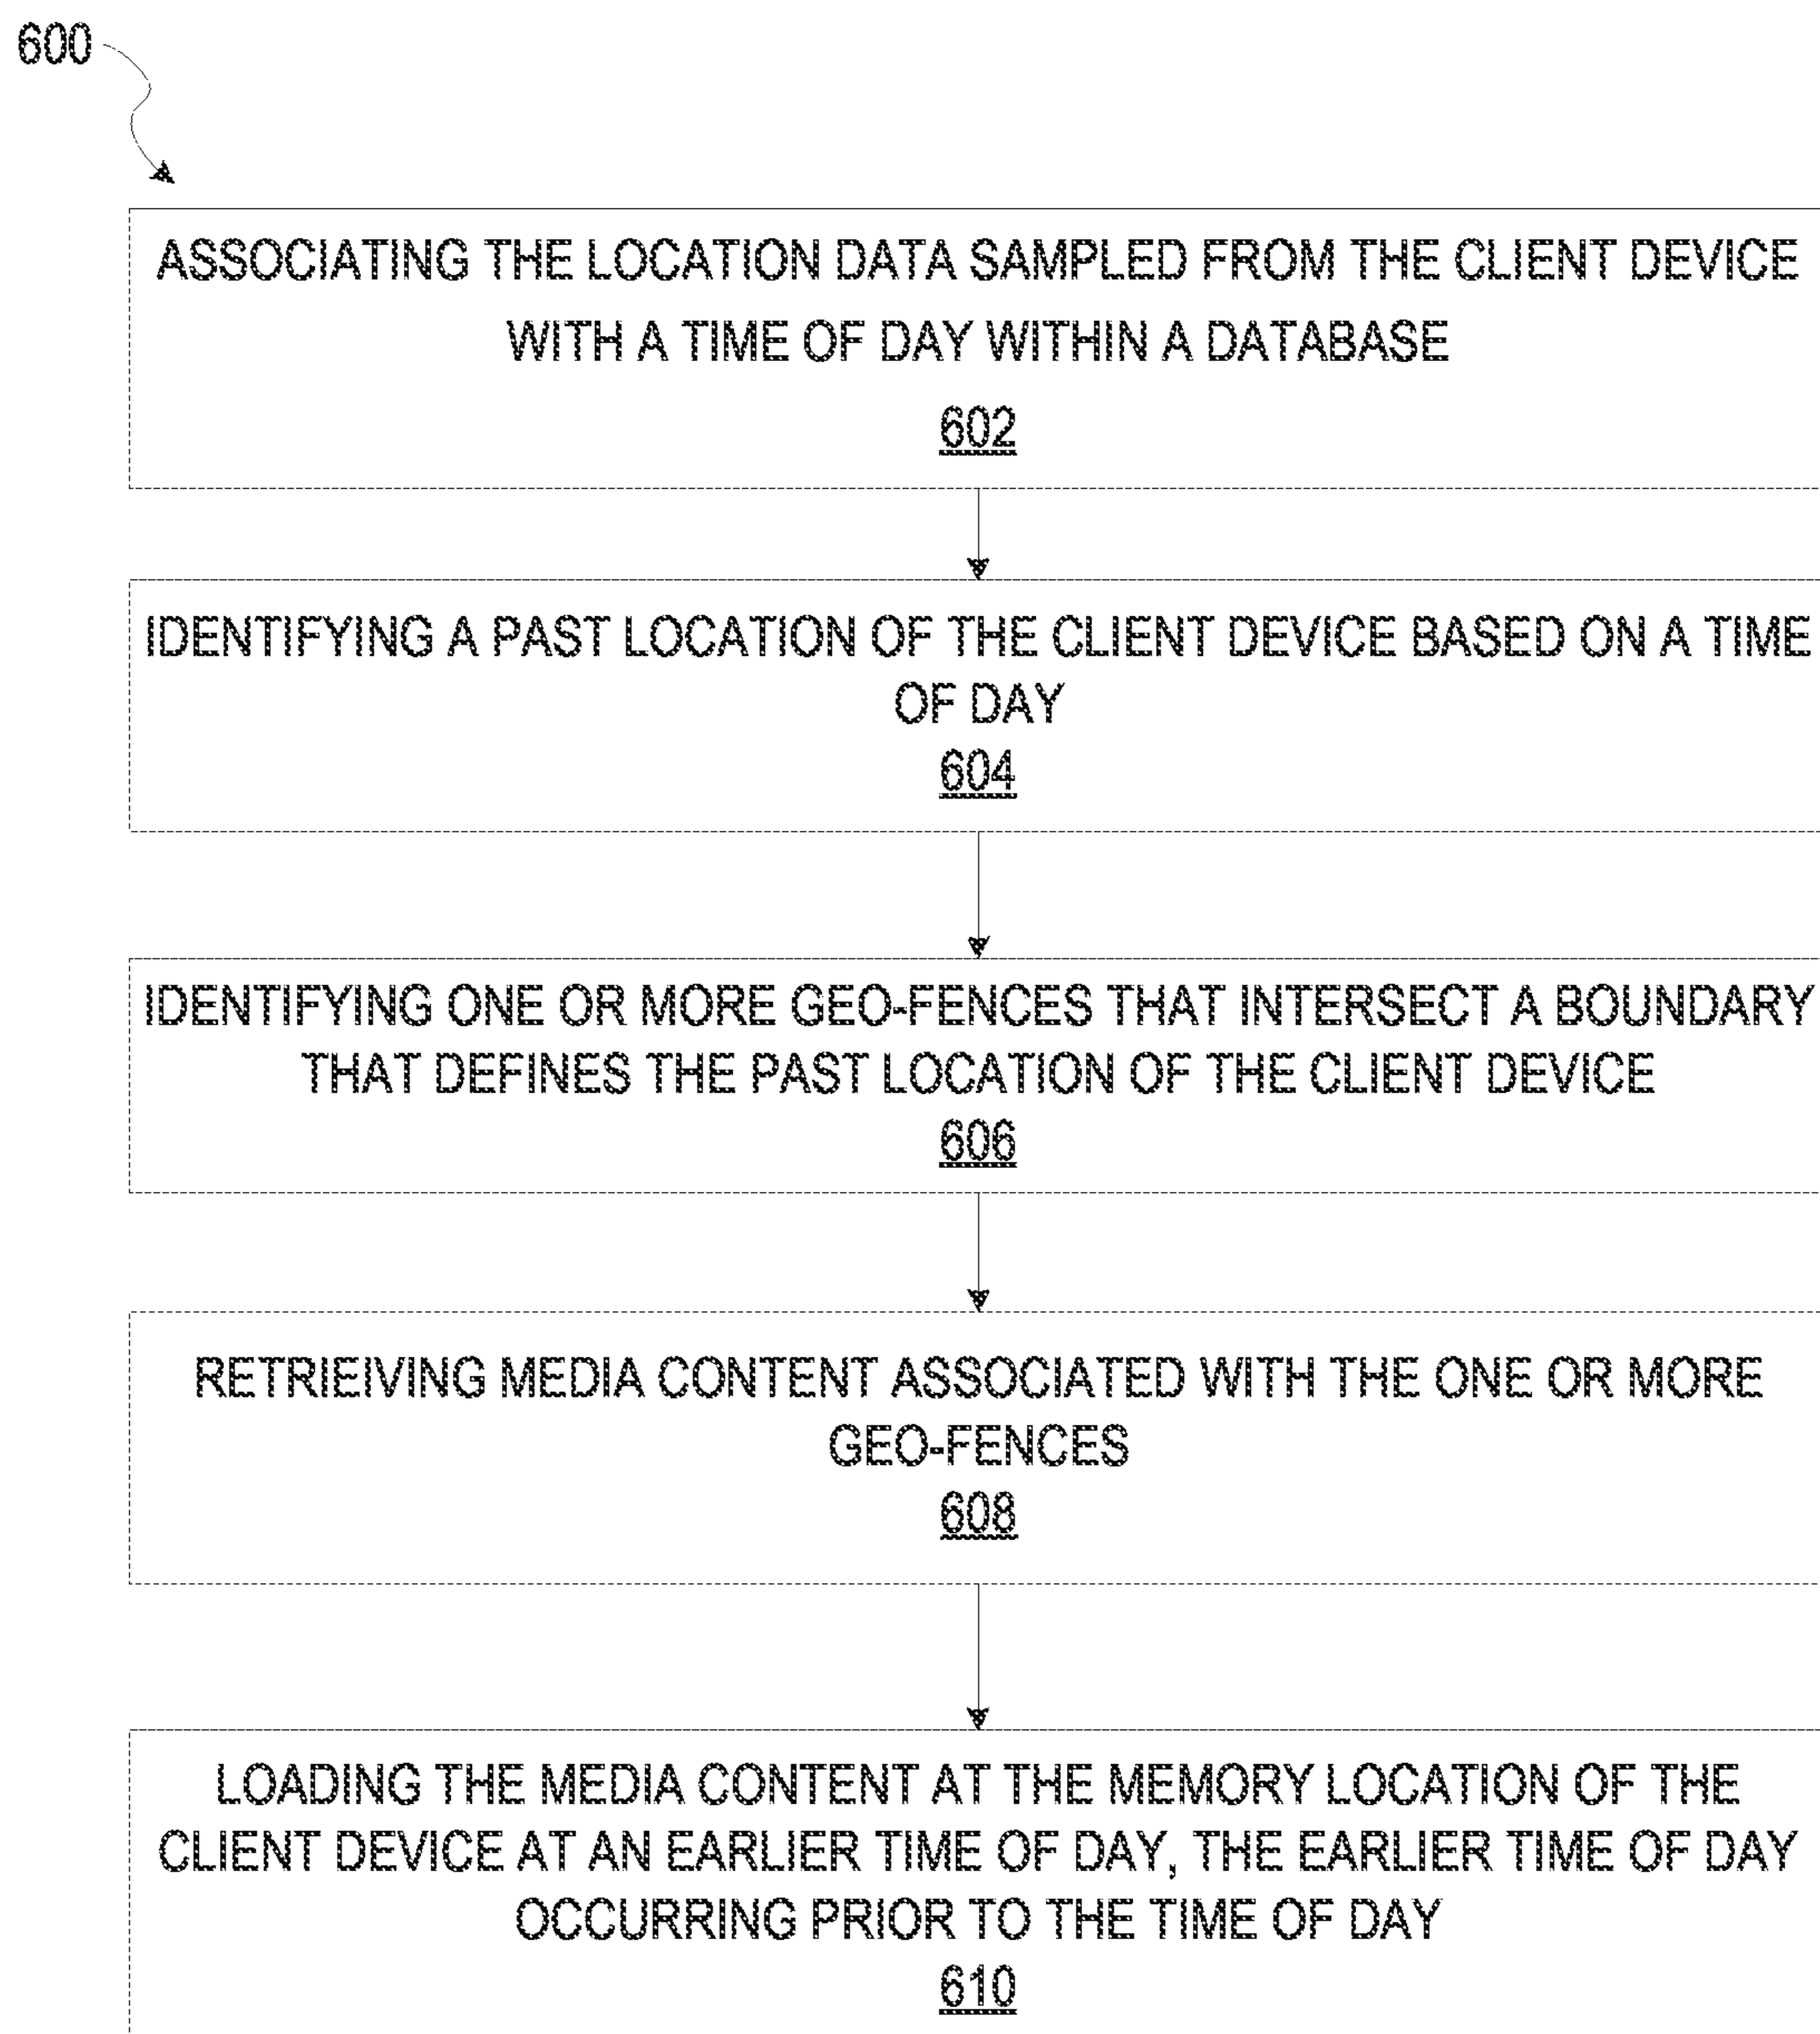 600
ASSOCIATING THE LOCATION DATA SAMPLED FROM THE CLIENT DEVICE
WITH A TIME OF DAY WITHIN A DATABASE
602
IDENTIFYING A PAST LOCATION OF THE CLIENT DEVICE BASED ON A TIME
OF DAY
604
IDENTIFYING ONE OR MORE GEO-FENCES THAT INTERSECT A BOUNDARY
THAT DEFINES THE PAST LOCATION OF THE CLIENT DEVICE
606
RETRIEIVING MEDIA CONTENT ASSOCIATED WITH THE ONE OR MORE
GEO-FENCES
608
LOADING THE MEDIA CONTENT AT THE MEMORY LOCATION OF THE
CLIENT DEVICE AT AN EARLIER TIME OF DAY, THE EARLIER TIME OF DAY
OCCURRING PRIOR TO THE TIME OF DAY
610